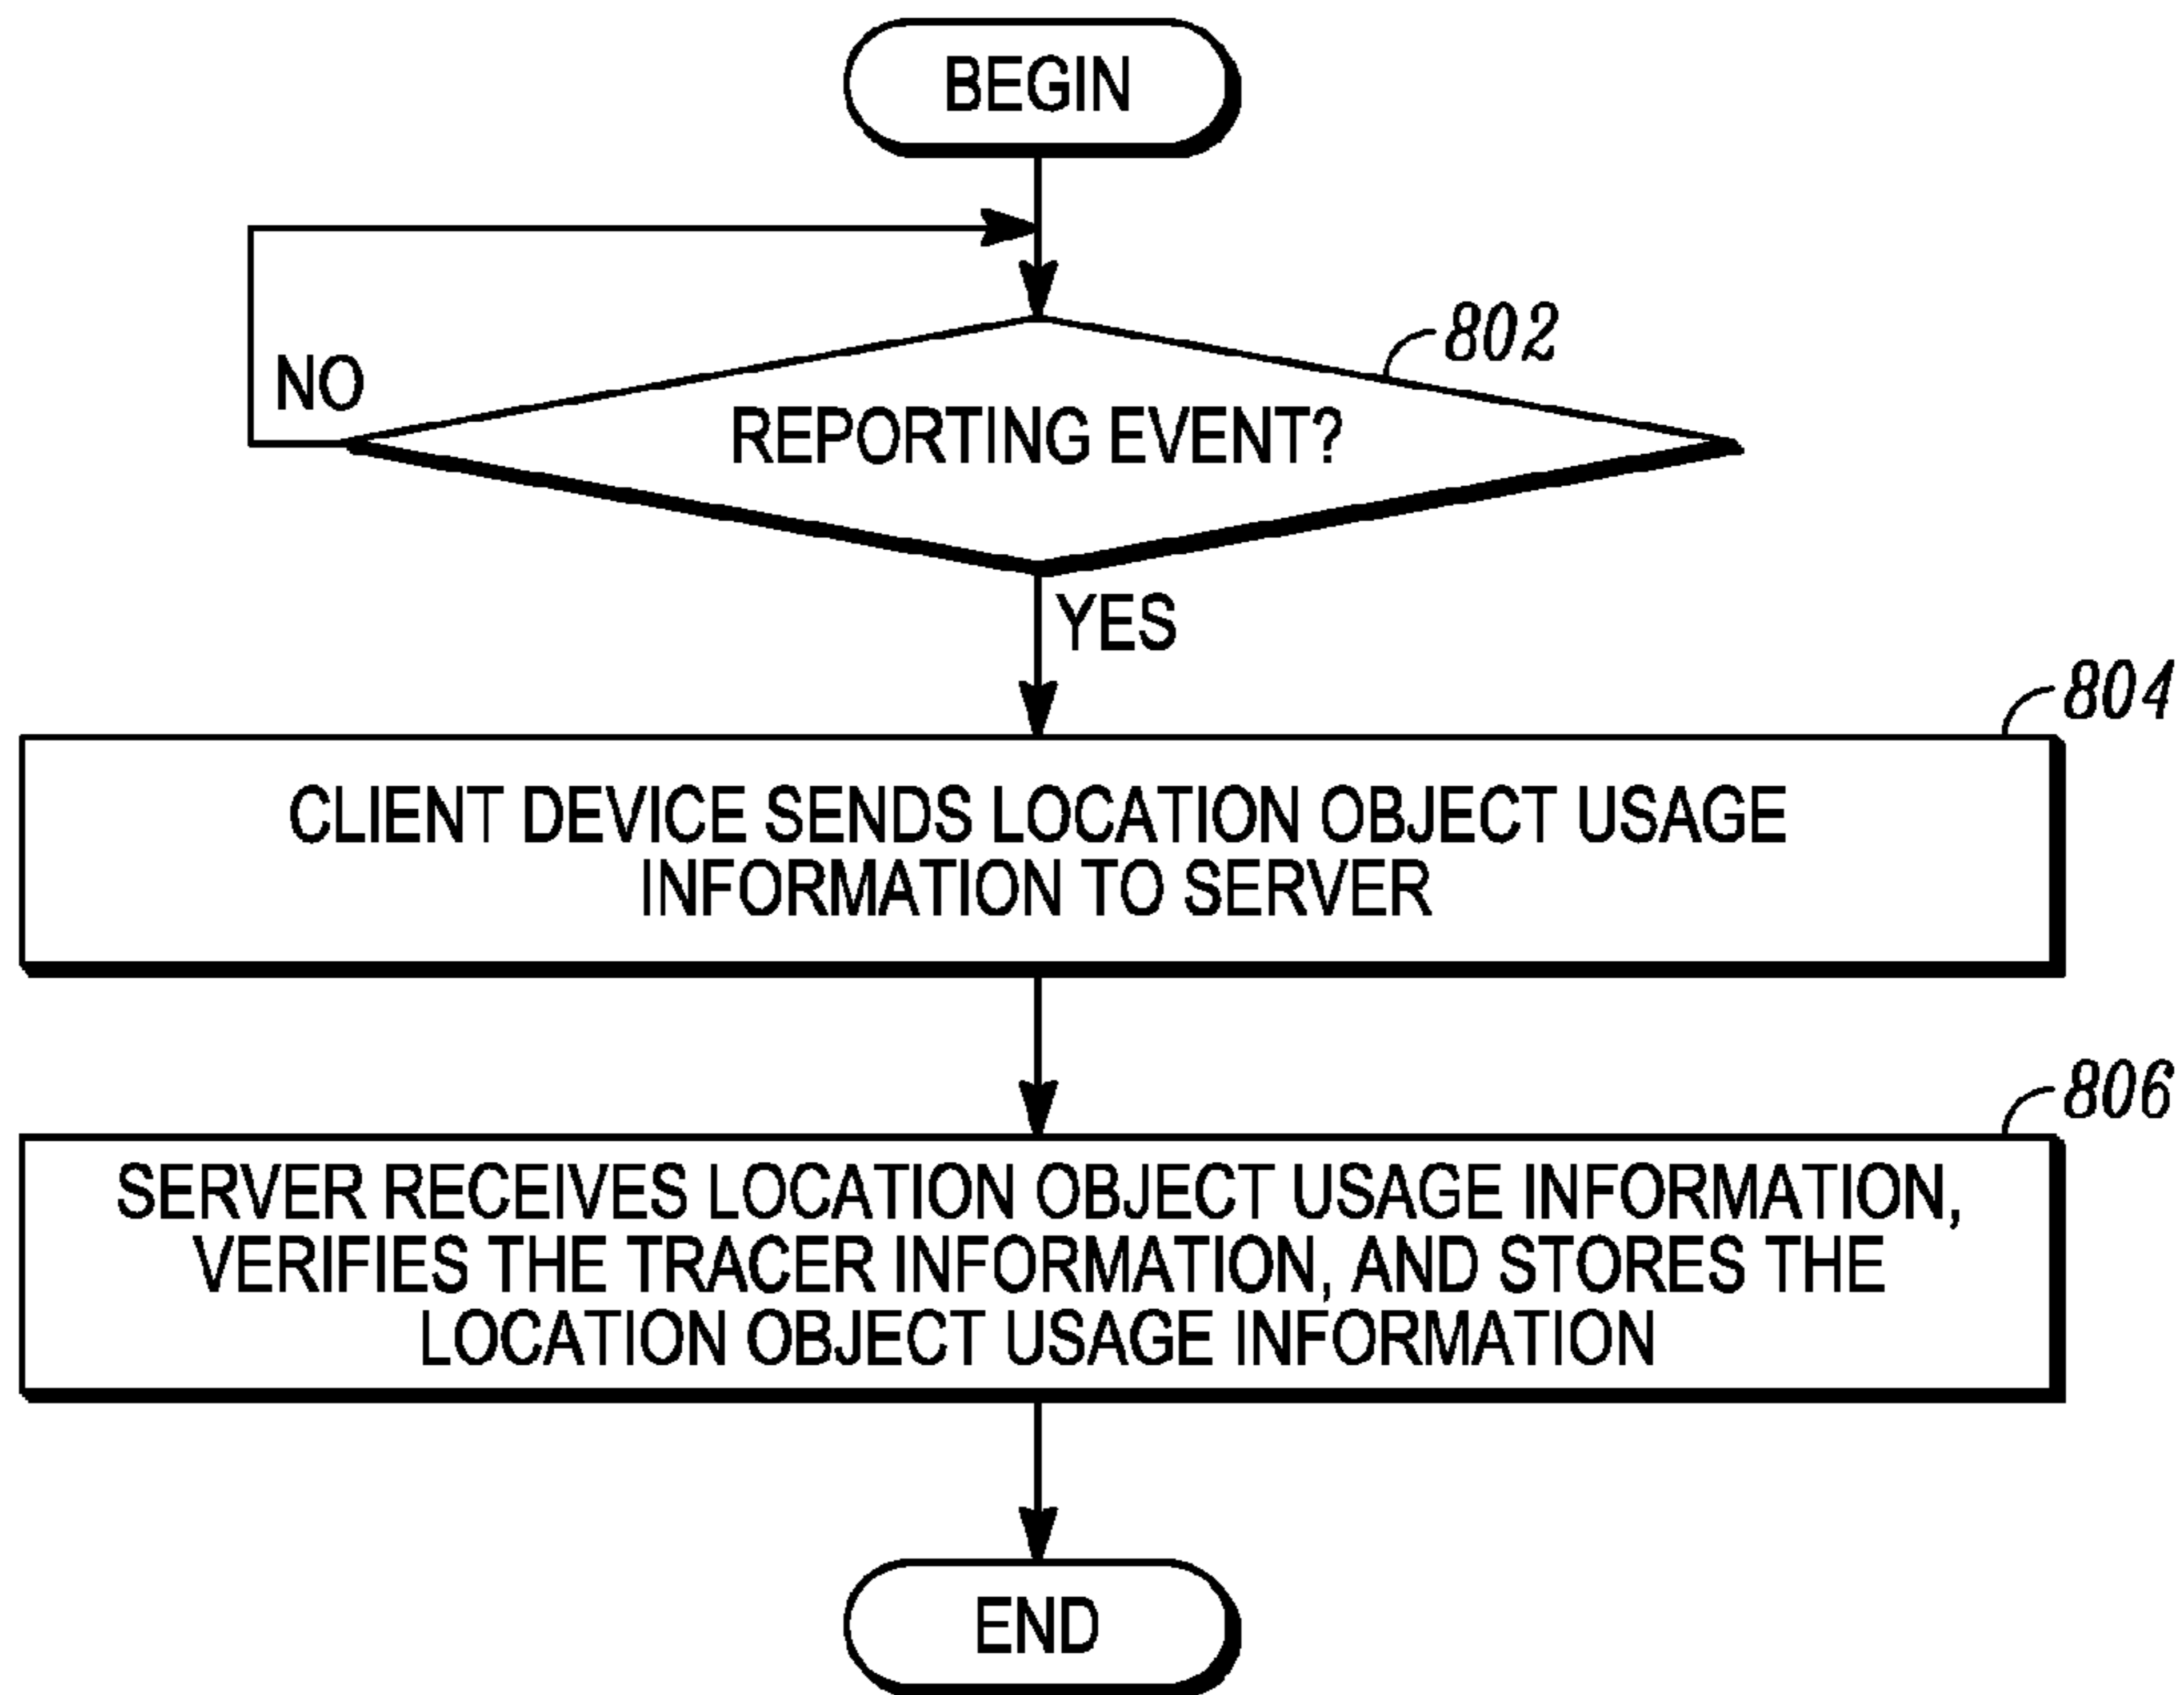 BEGIN
802
NO
REPORTING EVENT?
YES
804
CLIENT DEVICE SENDS LOCATION OBJECT USAGE
INFORMATION TO SERVER
806
SERVER RECEIVES LOCATION OBJECT USAGE INFORMATION,
VERIFIES THE TRACER INFORMATION, AND STORES THE
LOCATION OBJECT USAGE INFORMATION
END